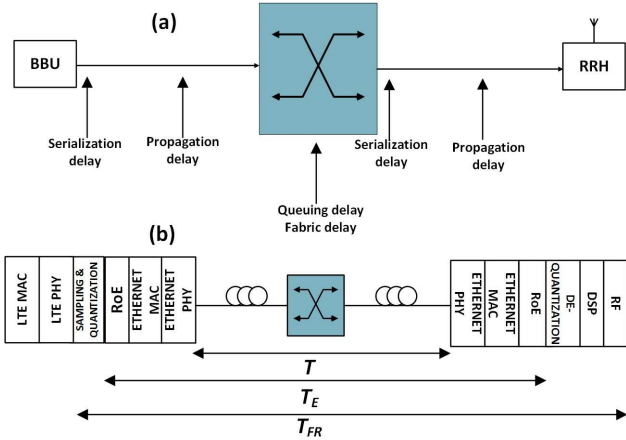 (a)
BBU
RRH
Serialization
delay
Propagation
delay
Serialization
delay
Propagation
delay
Queuing delay
Fabric delay
(b)
LTE MAC
LTE PHY
SAMPLING &
QUANTIZATION
RoE
ETHERNET
MAC
ETHERNET
PHY
ETHERNET
PHY
ETHERNET
MAC
RoE
DE-
QUANTIZATION
DSP
RF
T
TE
TFR